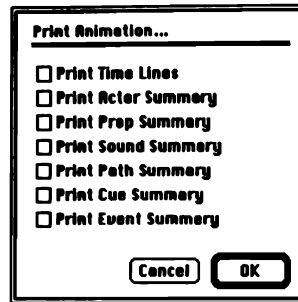 Print Animation...
Print Time Lines
Print Actor Summary
Print Prop Summary
Print Sound Summary
Print Path Summary
Print Cue Summary
Print Event Summery
Cancel
OK